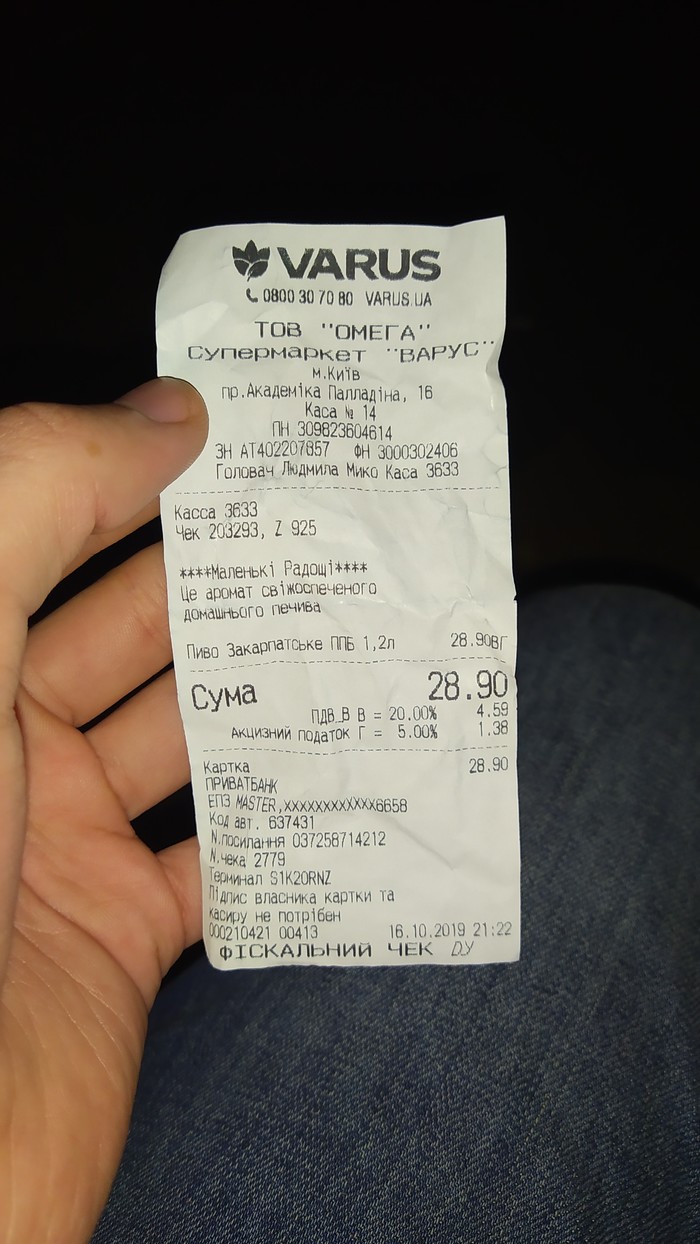 VARUS
0800 30 70 80 VARUS.UA
ТОВ "ОМЕГА"
Супермаркет "ВАРУС"
м.Київ
пр.Академіка Палладіна, 16
Каса № 14
ПН 309823604614
ЗН АТ402207857 ФН 3000302406
Головач Людмила Мико Каса 3633
Касса 3633
Чек 203293, Z 925
****Маленькі Радощі****
Це аромат свіжоспеченого
домашнього печива
Пиво Закарпатське ППБ 1,2л 28.90ВГ
Сума 28.90
ПДВ_В В = 20.00% 4.59
Акцизний податок Г = 5.00% 1.38
Картка 28.90
ПРИВАТБАНК
ЕПЗ MASTER,XXXXXXXXXXXX6658
Код авт. 637431
N.посилання 037258714212
N.чека 2779
Термінал S1K20RNZ
Підпис власника картки та
касиру не потрібен
000210421 00413 16.10.2019 21:22
ФІСКАЛЬНИЙ ЧЕК